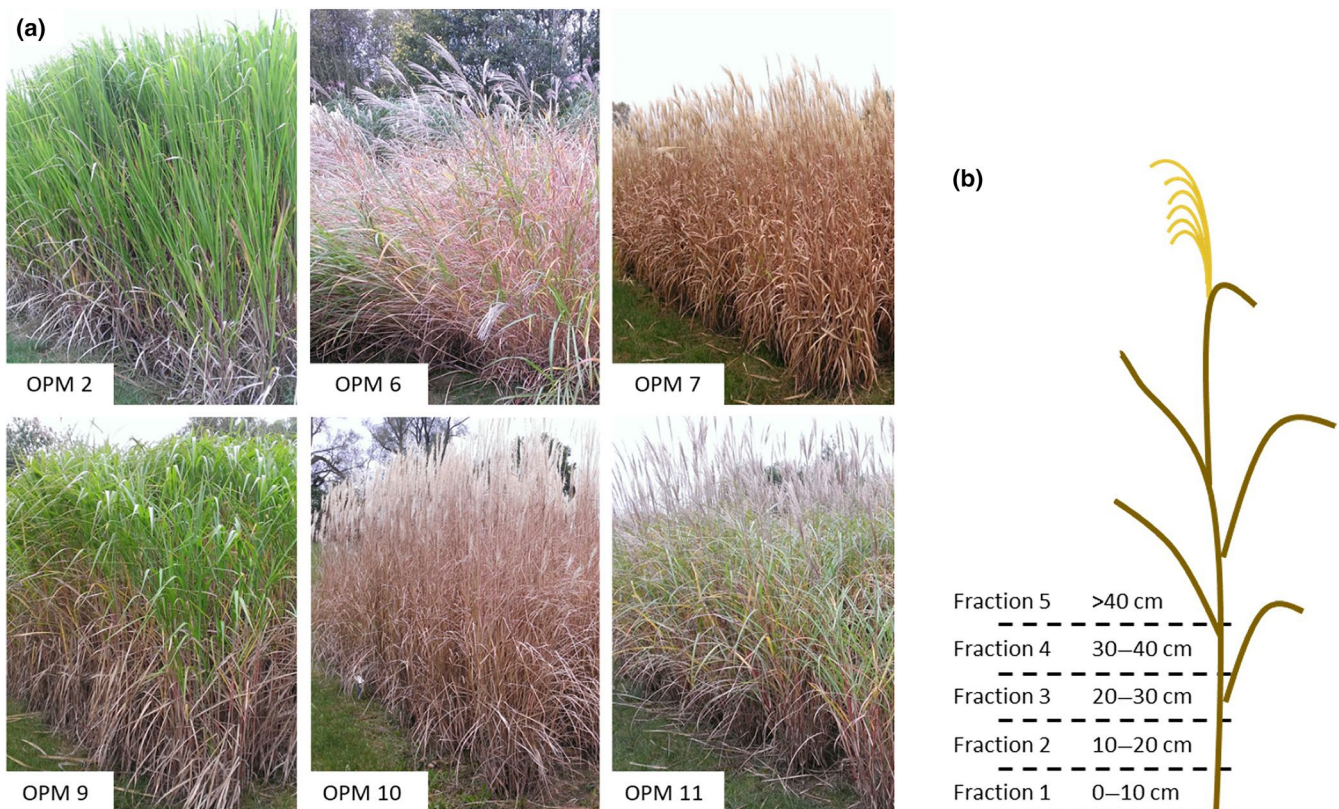 (a)
OPM 2
OPM 6
OPM 7
OPM 9
OPM 10
OPM 11
(b)
Fraction 5 >40 cm
Fraction 4 30–40 cm
Fraction 3 20–30 cm
Fraction 2 10–20 cm
Fraction 1 0–10 cm